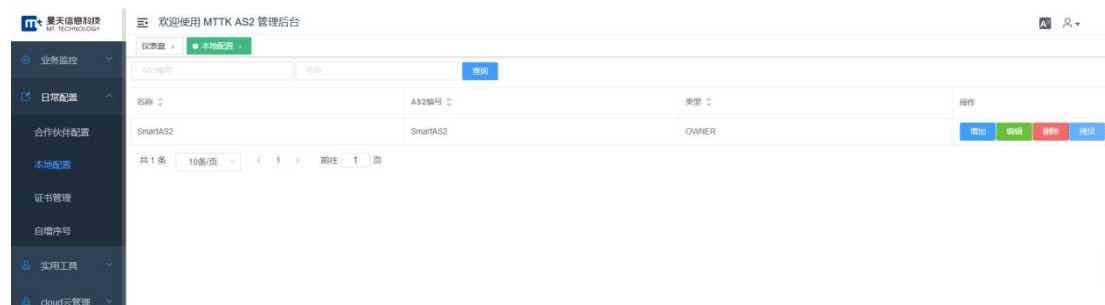 昱天信息科技
MT TECHNOLOGY
欢迎使用 MTTK AS2 管理后台
仪表盘 ×
本地配置 ×
业务监控
AS2编号 名称 查询
日常配置
名称 AS2编号 类型 操作
合作伙伴配置
SmartAS2 SmartAS2 OWNER 增加 编辑 删除 拷贝
本地配置
共 1 条 10条/页 < 1 > 前往 1 页
证书管理
自增序号
实用工具
cloud云管理